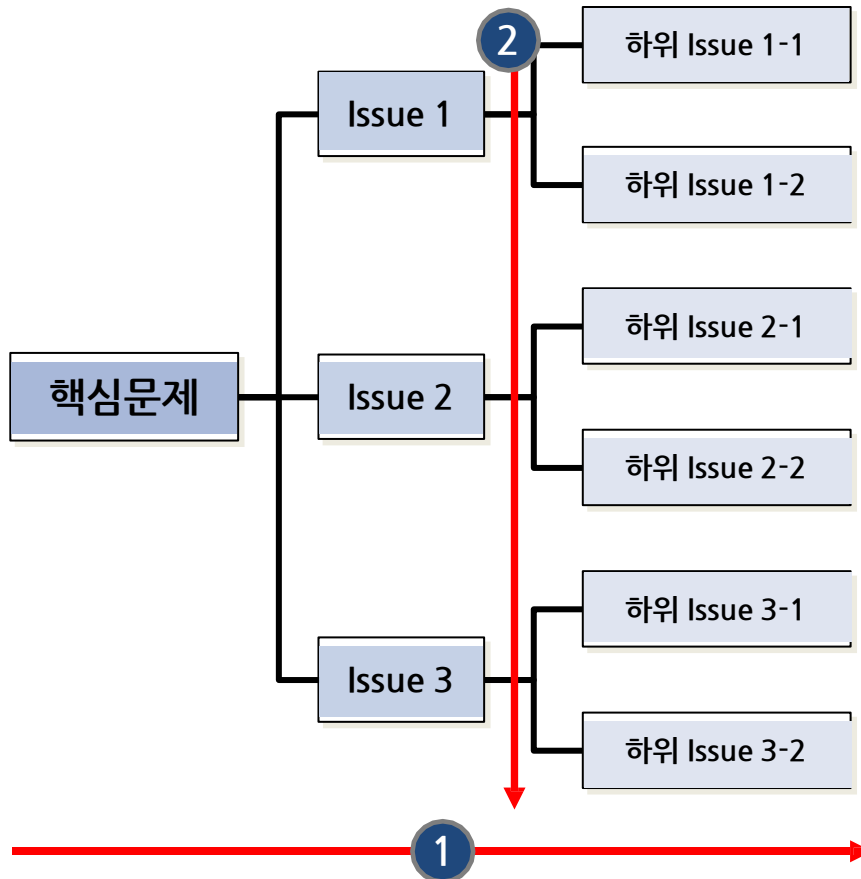 2
하위 Issue 1-1
Issue 1
하위 Issue 1-2
하위 Issue 2-1
핵심문제
Issue 2
하위 Issue 2-2
하위 Issue 3-1
Issue 3
하위 Issue 3-2
1